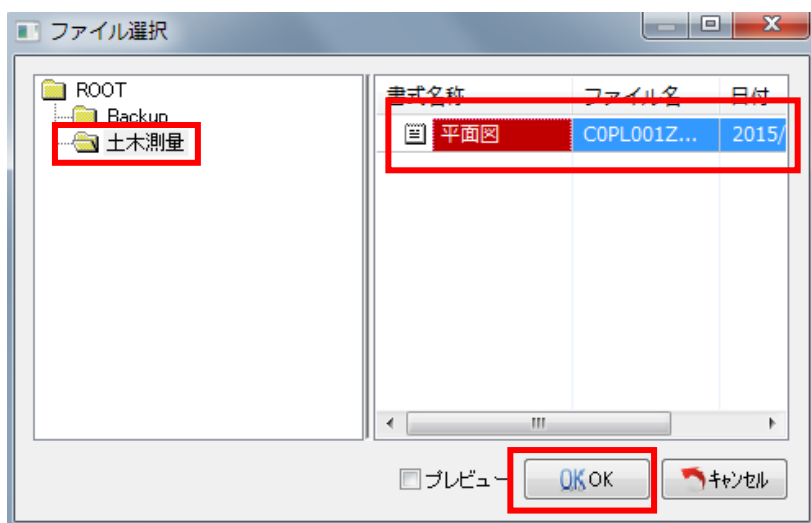 ファイル選択
ROOT
Backup
土木測量
書式名称 ファイル名 日付
平面図 C0PL001Z... 2015/
プレビュー
OK OK
キャンセル